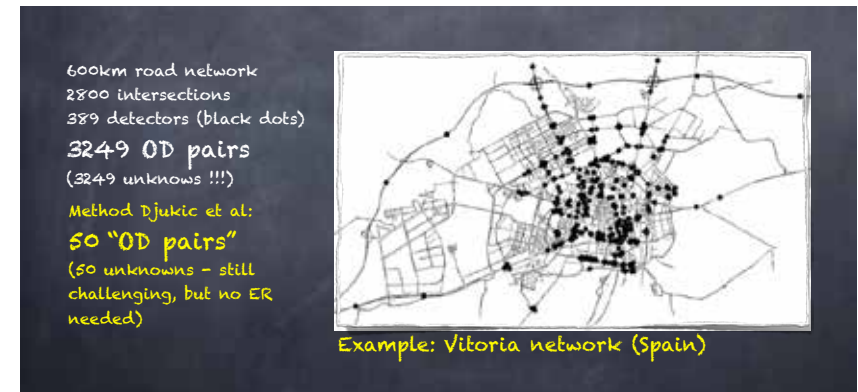 600km road network
2800 intersections
389 detectors (black dots)
3249 OD pairs
(3249 unknows !!!)
Method Djukic et al:
50 "OD pairs"
(50 unknowns - still
challenging, but no ER
needed)
Example: Vitoria network (Spain)